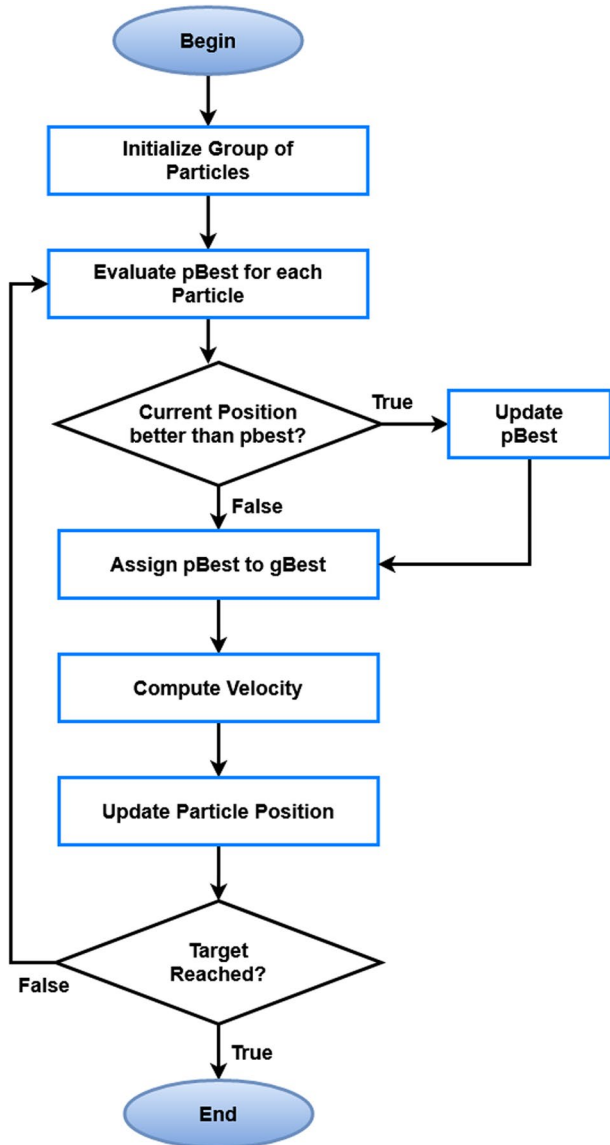 Begin
Initialize Group of
Particles
Evaluate pBest for each
Particle
Current Position
better than pbest?
True
Update
pBest
False
Assign pBest to gBest
Compute Velocity
Update Particle Position
Target
Reached?
False
True
End